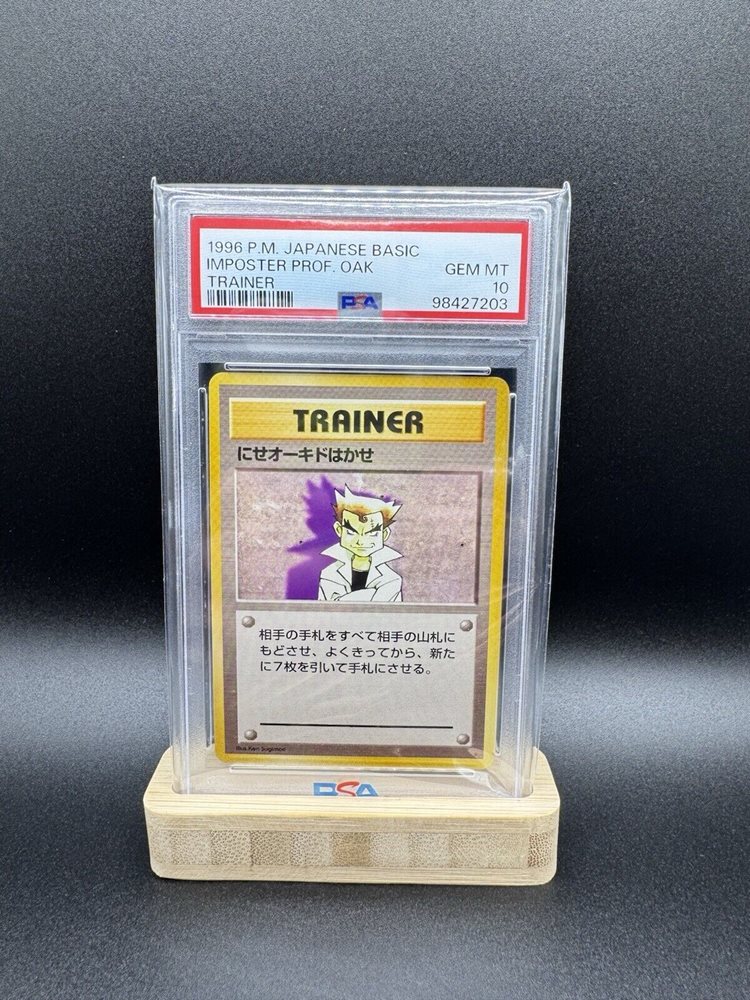 1996 P.M. JAPANESE BASIC
IMPOSTER PROF. OAK GEM MT
TRAINER 10
PSA 98427203
TRAINER
にせオーキドはかせ
相手の手札をすべて相手の山札に
もどさせ、よくきってから、新た
に7枚を引いて手札にさせる。
Illus. Ken Sugimori
PSA